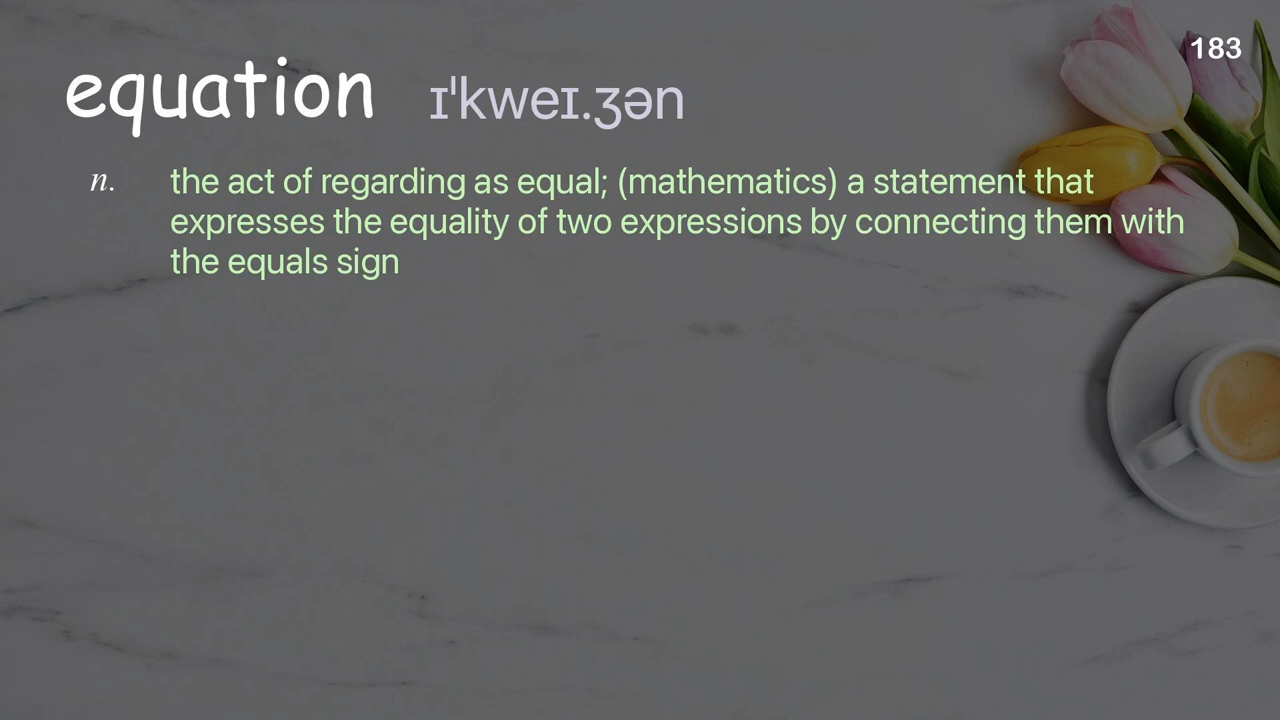 183
equation ɪˈkweɪ.ʒən
n. the act of regarding as equal; (mathematics) a statement that
expresses the equality of two expressions by connecting them with
the equals sign